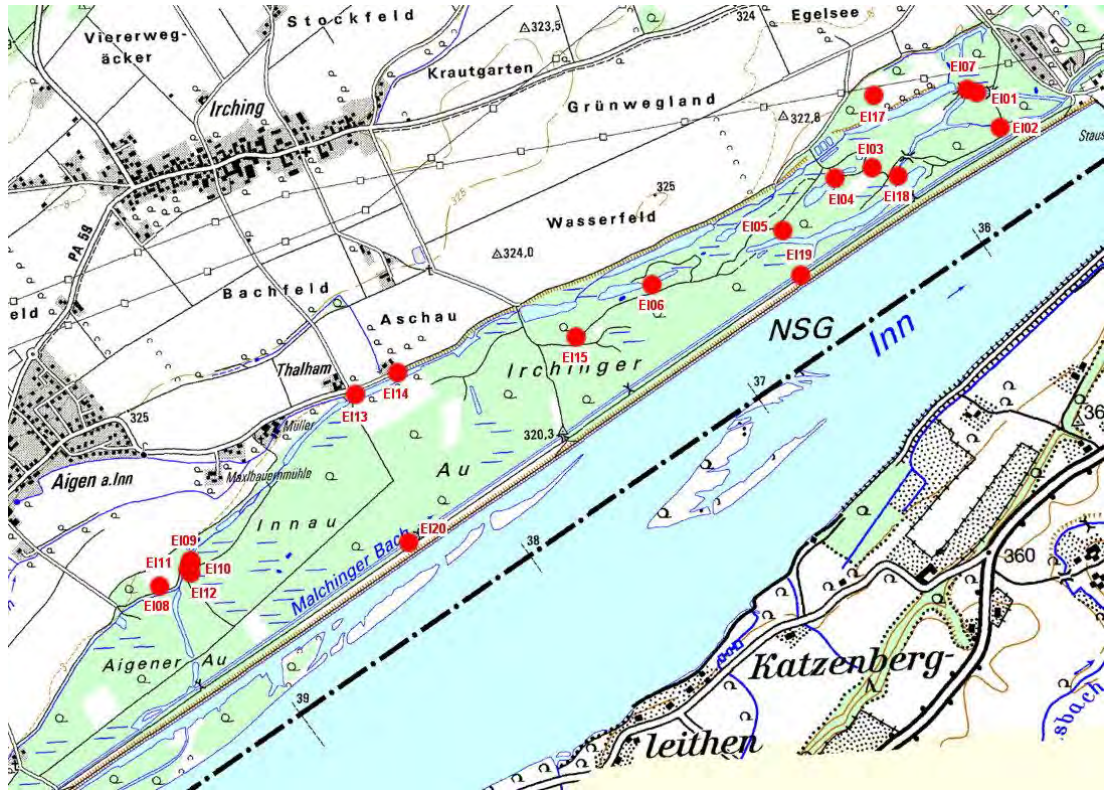 Stockfeld
△323,5
324
Egelsee
Viererweg-
äcker
Krautgarten
EI07
Irching
Grünwegland
EI01
EI17
322,8
EI02
Staus
EI03
EI04
EI18
325
325
Wasserfeld
EI05
36
PA 59
△324,0
EI19
Bachfeld
EI06
eld
NSG
Inn
Aschau
EI15
Irchinger
Thalham
37
EI14
EI13
36
325
Müller
320,3
Maxlbauernmühle
Au
Aigen a.Inn
Innau
EI20
EI09
38
360
EI11
EI10
Malchinger Bach
EI12
EI08
Aigener Au
Katzenberg-
39
sbach
leithen